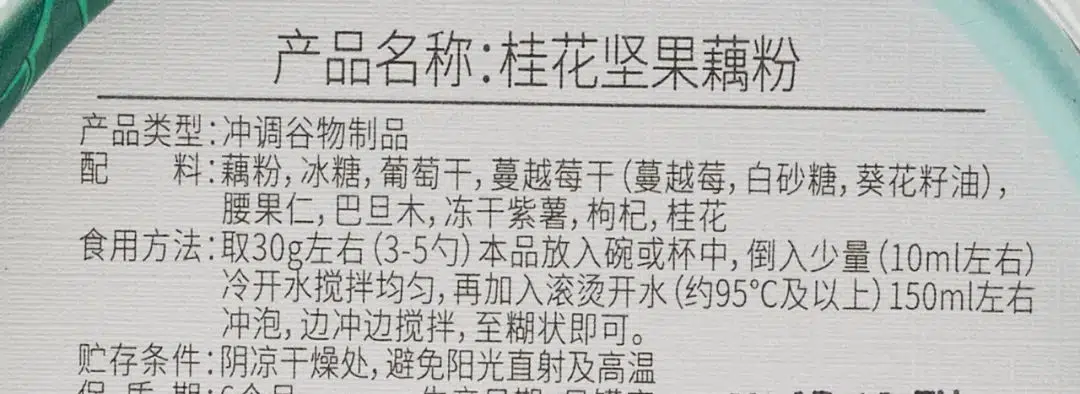 产品名称:桂花坚果藕粉
产品类型:冲调谷物制品
配 料:藕粉,冰糖,葡萄干,蔓越莓干(蔓越莓,白砂糖,葵花籽油),
腰果仁,巴旦木,冻干紫薯,枸杞,桂花
食用方法:取30g左右(3-5勺)本品放入碗或杯中,倒入少量(10ml左右)
冷开水搅拌均匀,再加入滚烫开水(约95℃及以上)150ml左右
冲泡,边冲边搅拌,至糊状即可。
贮存条件:阴凉干燥处,避免阳光直射及高温
保 质 期:6个月